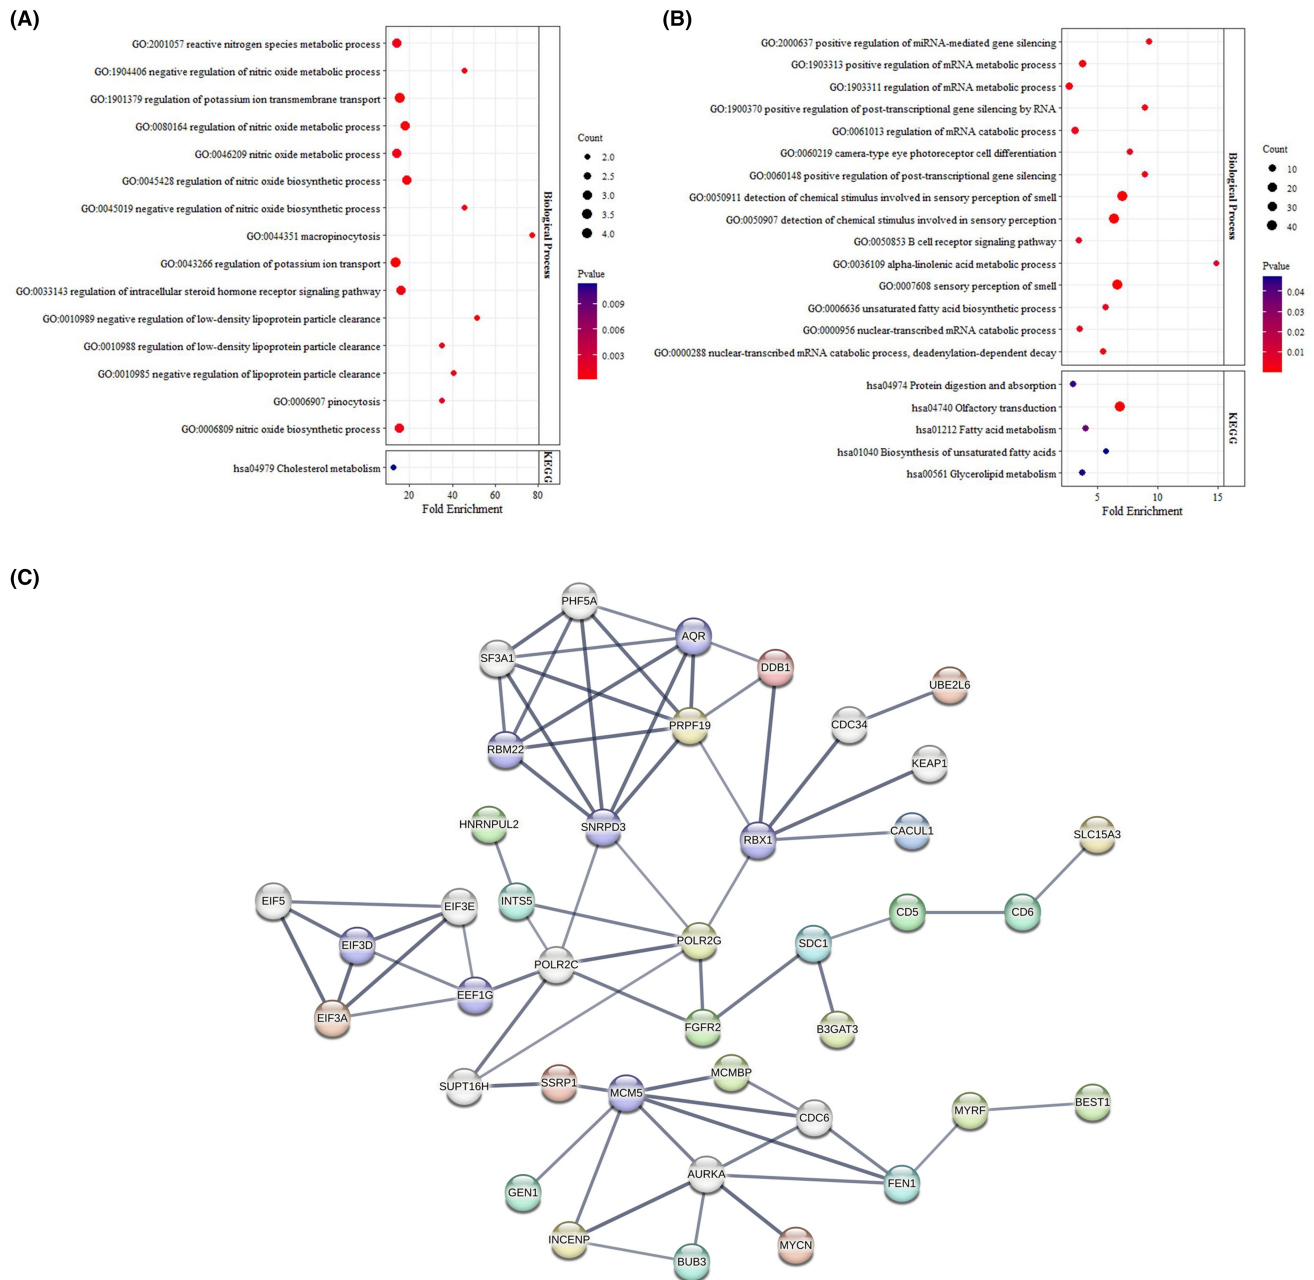 (A)
GO:2001057 reactive nitrogen species metabolic process
GO:1904406 negative regulation of nitric oxide metabolic process
GO:1901379 regulation of potassium ion transmembrane transport
GO:0080164 regulation of nitric oxide metabolic process
GO:0046209 nitric oxide metabolic process
GO:0045428 regulation of nitric oxide biosynthetic process
GO:0045019 negative regulation of nitric oxide biosynthetic process
GO:0044351 macropinocytosis
GO:0043266 regulation of potassium ion transport
GO:0033143 regulation of intracellular steroid hormone receptor signaling pathway
GO:0010989 negative regulation of low-density lipoprotein particle clearance
GO:0010988 regulation of low-density lipoprotein particle clearance
GO:0010985 negative regulation of lipoprotein particle clearance
GO:0006907 pinocytosis
GO:0006809 nitric oxide biosynthetic process
hsa04979 Cholesterol metabolism
Biological Process
KEGG
20 40 60 80
Fold Enrichment
Count
2.0
2.5
3.0
3.5
4.0
Pvalue
0.009
0.006
0.003
(B)
GO:2000637 positive regulation of miRNA-mediated gene silencing
GO:1903313 positive regulation of mRNA metabolic process
GO:1903311 regulation of mRNA metabolic process
GO:1900370 positive regulation of post-transcriptional gene silencing by RNA
GO:0061013 regulation of mRNA catabolic process
GO:0060219 camera-type eye photoreceptor cell differentiation
GO:0060148 positive regulation of post-transcriptional gene silencing
GO:0050911 detection of chemical stimulus involved in sensory perception of smell
GO:0050907 detection of chemical stimulus involved in sensory perception
GO:0050853 B cell receptor signaling pathway
GO:0036109 alpha-linolenic acid metabolic process
GO:0007608 sensory perception of smell
GO:0006636 unsaturated fatty acid biosynthetic process
GO:0000956 nuclear-transcribed mRNA catabolic process
GO:0000288 nuclear-transcribed mRNA catabolic process, deadenylation-dependent decay
hsa04974 Protein digestion and absorption
hsa04740 Olfactory transduction
hsa01212 Fatty acid metabolism
hsa01040 Biosynthesis of unsaturated fatty acids
hsa00561 Glycerolipid metabolism
Biological Process
KEGG
5 10 15
Fold Enrichment
Count
10
20
30
40
Pvalue
0.04
0.03
0.02
0.01
(C)
PHF5A
AQR
SF3A1
DDB1
UBE2L6
PRPF19
CDC34
RBM22
KEAP1
HNRNPUL2
SNRPD3
RBX1
CACUL1
SLC15A3
EIF5
EIF3E
INTS5
CD5
CD6
EIF3D
POLR2G
SDC1
POLR2C
EEF1G
EIF3A
FGFR2
B3GAT3
SUPT16H
SSRP1
MCM5
MCMBP
CDC6
MYRF
BEST1
AURKA
GEN1
FEN1
INCENP
MYCN
BUB3